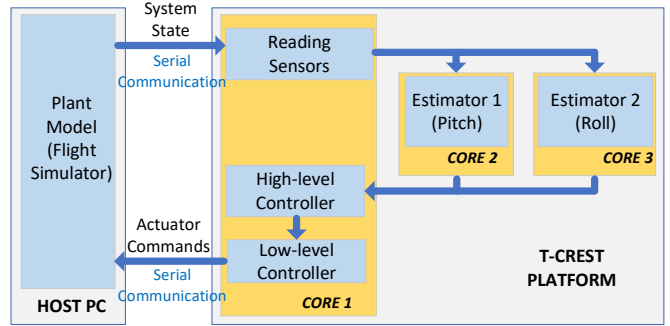 System
State
Serial
Communication
Reading
Sensors
Plant
Model
(Flight
Simulator)
Estimator 1
(Pitch)
CORE 2
Estimator 2
(Roll)
CORE 3
High-level
Controller
Actuator
Commands
Serial
Communication
Low-level
Controller
CORE 1
HOST PC
T-CREST
PLATFORM